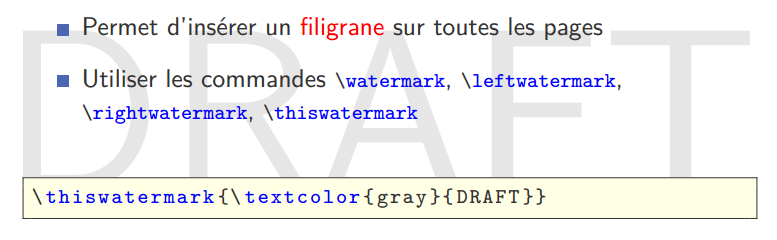 DRAFT
Permet d'insérer un filigrane sur toutes les pages
Utiliser les commandes \watermark, \leftwatermark,
\rightwatermark, \thiswatermark
\thiswatermark{\textcolor{gray}{DRAFT}}